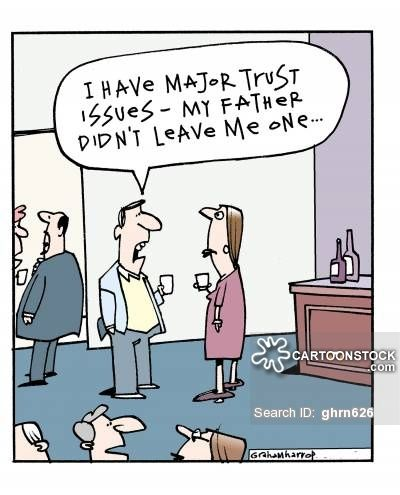 I HAVE MAJOR TRUST
ISSUES - MY FATHER
DIDN'T LEAVE ME ONE...
CARTOONSTOCK
.com
Search ID: ghrn626
Grahamharrop